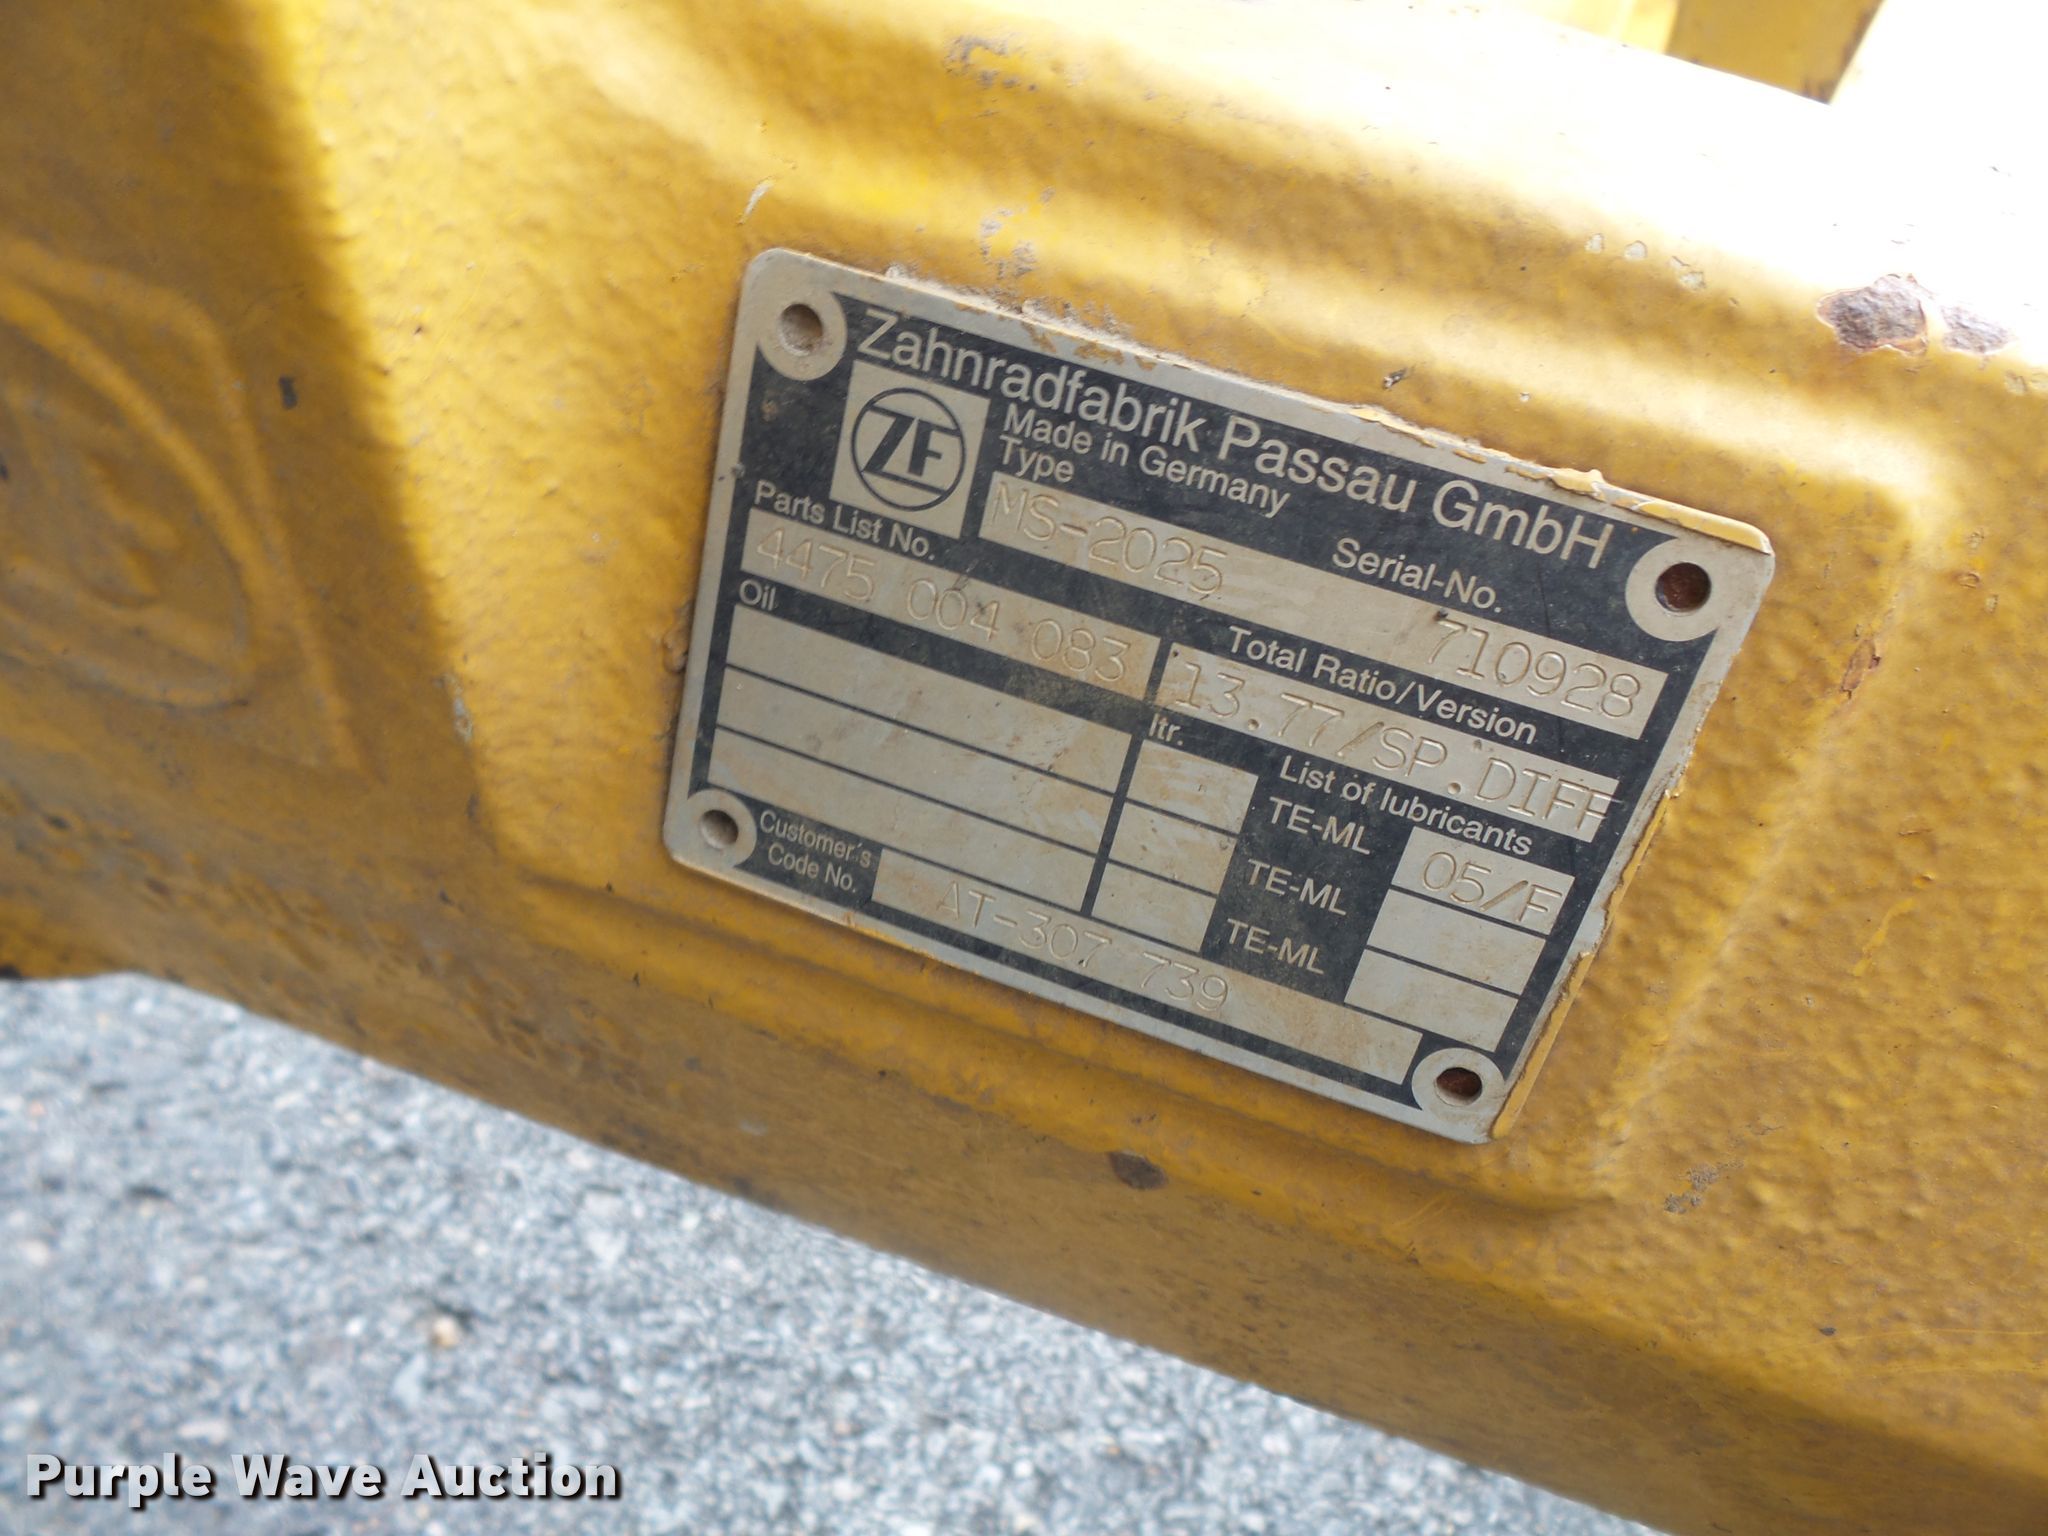 Zahnradfabrik Passau GmbH
ZF
Made in Germany
Type Serial-No.
MS-2025 710928
Parts List No. Total Ratio/Version
4475 004 083 13.77/SP.DIFF
Oil ltr. List of lubricants
TE-ML 05/F
TE-ML
TE-ML
Customer's
Code No. AT-307 739
Purple Wave Auction